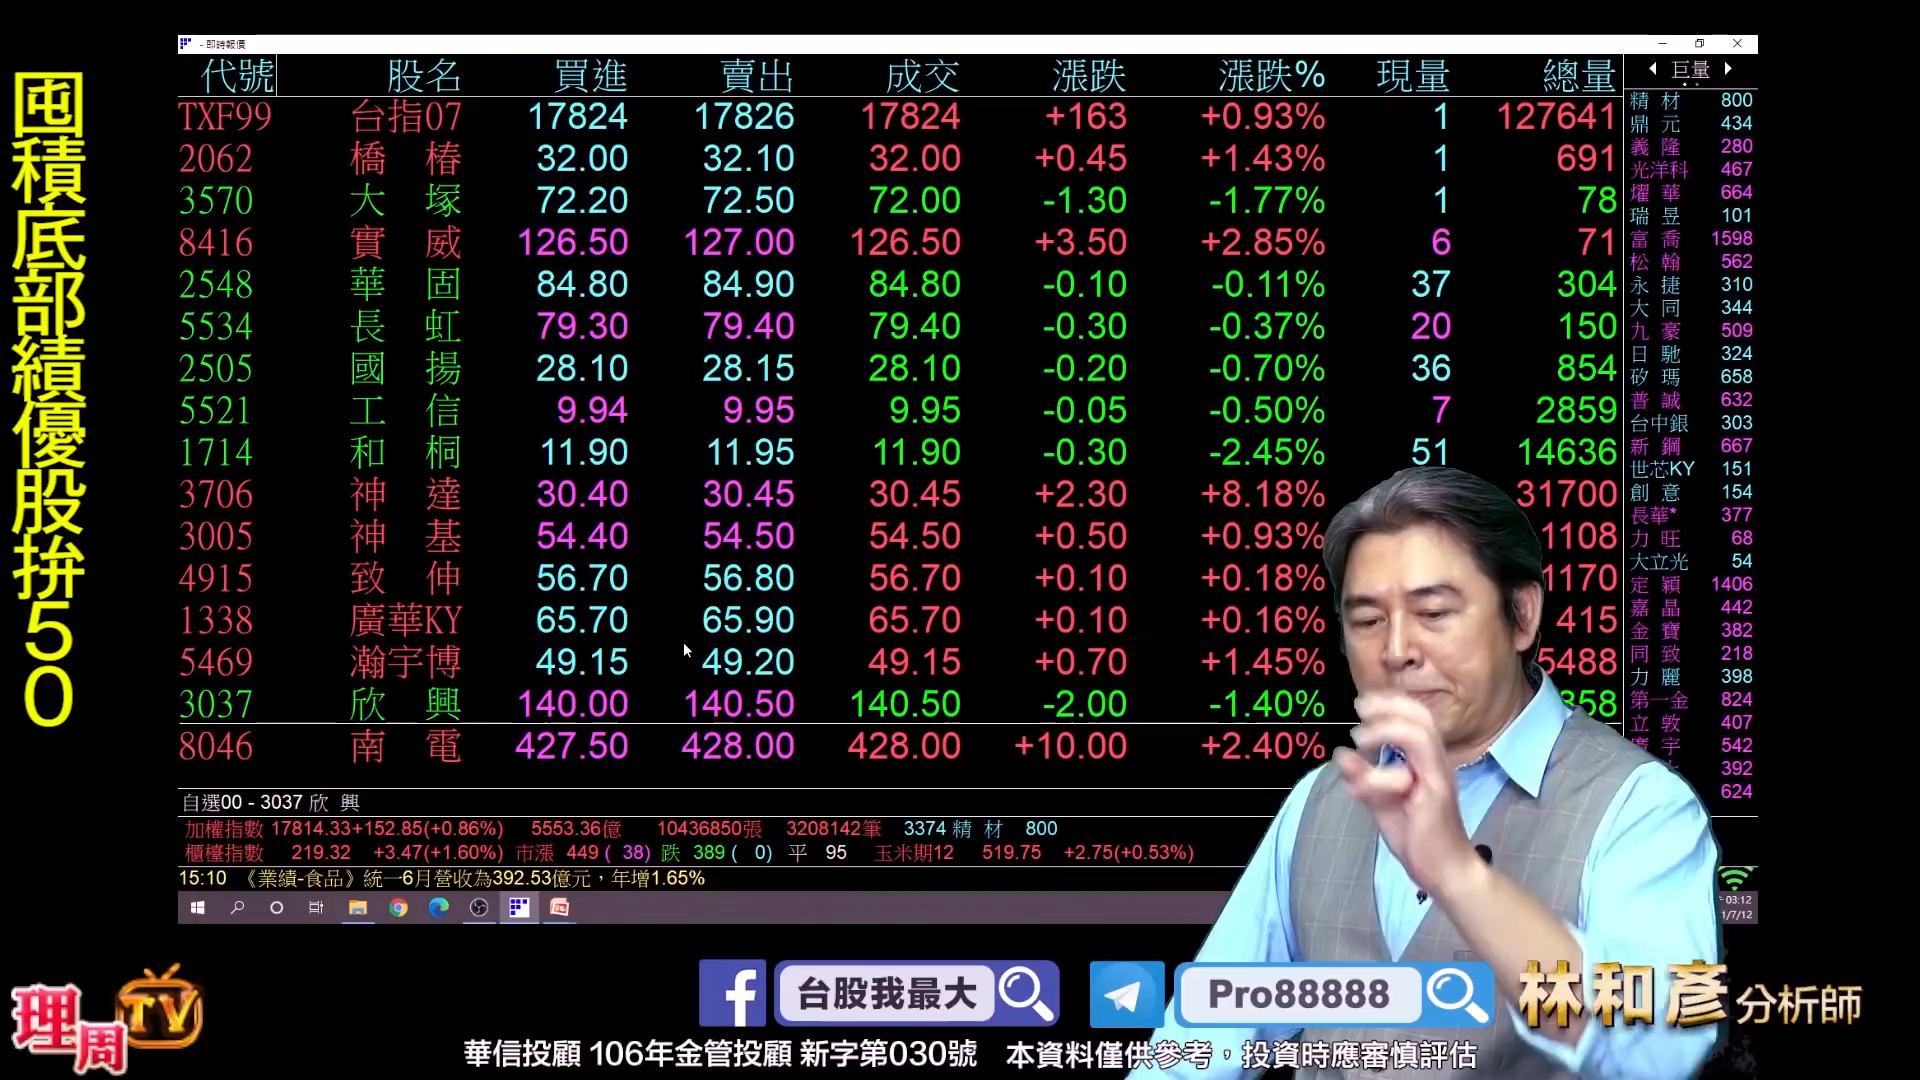 囤積底部績優股拚50
- 即時報價
代號 股名 買進 賣出 成交 漲跌 漲跌% 現量 總量
TXF99 台指07 17824 17826 17824 +163 +0.93% 1 127641
2062 橋椿 32.00 32.10 32.00 +0.45 +1.43% 1 691
3570 大塚 72.20 72.50 72.00 -1.30 -1.77% 1 78
8416 實威 126.50 127.00 126.50 +3.50 +2.85% 6 71
2548 華固 84.80 84.90 84.80 -0.10 -0.11% 37 304
5534 長虹 79.30 79.40 79.40 -0.30 -0.37% 20 150
2505 國揚 28.10 28.15 28.10 -0.20 -0.70% 36 854
5521 工信 9.94 9.95 9.95 -0.05 -0.50% 7 2859
1714 和桐 11.90 11.95 11.90 -0.30 -2.45% 51 14636
3706 神達 30.40 30.45 30.45 +2.30 +8.18% 31700
3005 神基 54.40 54.50 54.50 +0.50 +0.93% 1108
4915 致伸 56.70 56.80 56.70 +0.10 +0.18% 1170
1338 廣華KY 65.70 65.90 65.70 +0.10 +0.16% 415
5469 瀚宇博 49.15 49.20 49.15 +0.70 +1.45% 5488
3037 欣興 140.00 140.50 140.50 -2.00 -1.40% 358
8046 南電 427.50 428.00 428.00 +10.00 +2.40%
巨量
精材 800
鼎元 434
義隆 280
光洋科 467
燿華 664
瑞昱 101
富喬 1598
松翰 562
永捷 310
大同 344
九豪 509
日馳 324
矽瑪 658
普誠 632
台中銀 303
新鋼 667
世芯KY 151
創意 154
長華* 377
力旺 68
大立光 54
定穎 1406
嘉晶 442
金寶 382
同致 218
力麗 398
第一金 824
立敦 407
宇 542
392
624
自選00 - 3037 欣興
加權指數 17814.33+152.85(+0.86%) 5553.36億 10436850張 3208142筆 3374 精材 800
櫃檯指數 219.32 +3.47(+1.60%) 市漲 449 ( 38) 跌 389 ( 0) 平 95 玉米期12 519.75 +2.75(+0.53%)
15:10 《業績-食品》統一6月營收為392.53億元，年增1.65%
03:12
1/7/12
理周TV
台股我最大
Pro88888
林和彥 分析師
華信投顧 106年金管投顧 新字第030號 本資料僅供參考，投資時應審慎評估